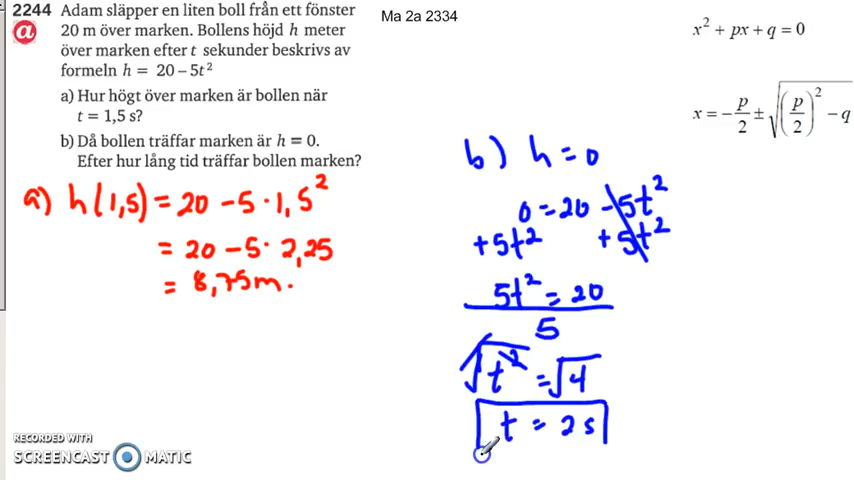 2244 Adam släpper en liten boll från ett fönster
a 20 m över marken. Bollens höjd h meter
över marken efter t sekunder beskrivs av
formeln h = 20 – 5t²
a) Hur högt över marken är bollen när
t = 1,5 s?
b) Då bollen träffar marken är h = 0.
Efter hur lång tid träffar bollen marken?
Ma 2a 2334
x² + px + q = 0
x = -p/2 ± √((p/2)² - q)
a) h(1,5) = 20 - 5 · 1,5²
= 20 - 5 · 2,25
= 8,75m.
b) h = 0
0 = 20 - 5t²
+5t² +5t²
5t² = 20
5
√t² = √4
t = 2 s
RECORDED WITH
SCREENCAST MATIC